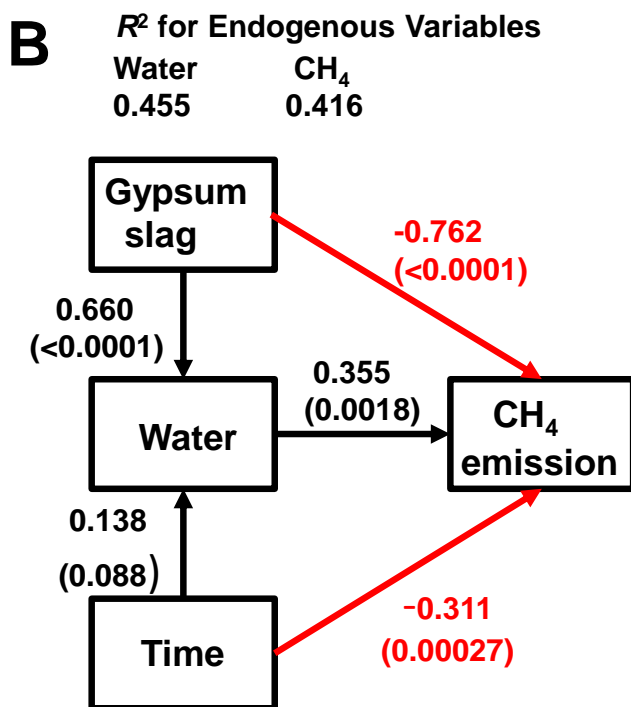 B
R² for Endogenous Variables
Water CH₄
0.455 0.416
Gypsum
slag
-0.762
(<0.0001)
0.660
(<0.0001)
0.355
(0.0018)
Water
CH₄
emission
0.138
(0.088)
-0.311
(0.00027)
Time